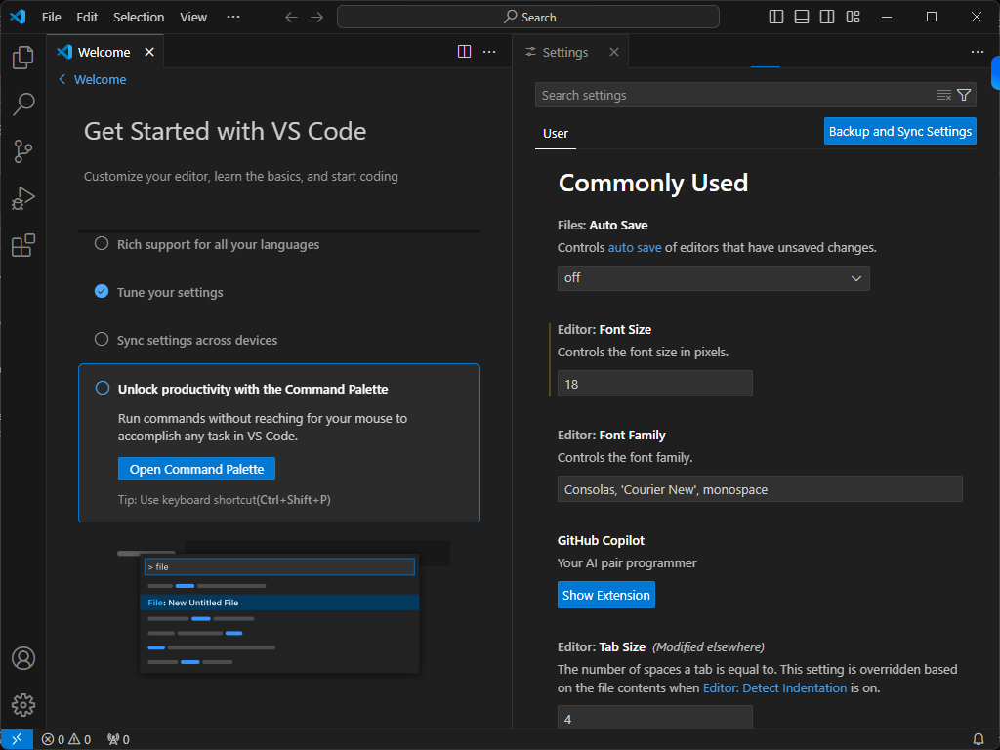 File Edit Selection View ··· Search
Welcome
Settings
Welcome
Get Started with VS Code
Customize your editor, learn the basics, and start coding
Rich support for all your languages
Tune your settings
Sync settings across devices
Unlock productivity with the Command Palette
Run commands without reaching for your mouse to
accomplish any task in VS Code.
Open Command Palette
Tip: Use keyboard shortcut(Ctrl+Shift+P)
> file
File: New Untitled File
Search settings
User
Backup and Sync Settings
Commonly Used
Files: Auto Save
Controls auto save of editors that have unsaved changes.
off
Editor: Font Size
Controls the font size in pixels.
18
Editor: Font Family
Controls the font family.
Consolas, 'Courier New', monospace
GitHub Copilot
Your AI pair programmer
Show Extension
Editor: Tab Size (Modified elsewhere)
The number of spaces a tab is equal to. This setting is overridden based
on the file contents when Editor: Detect Indentation is on.
4
0 0 0